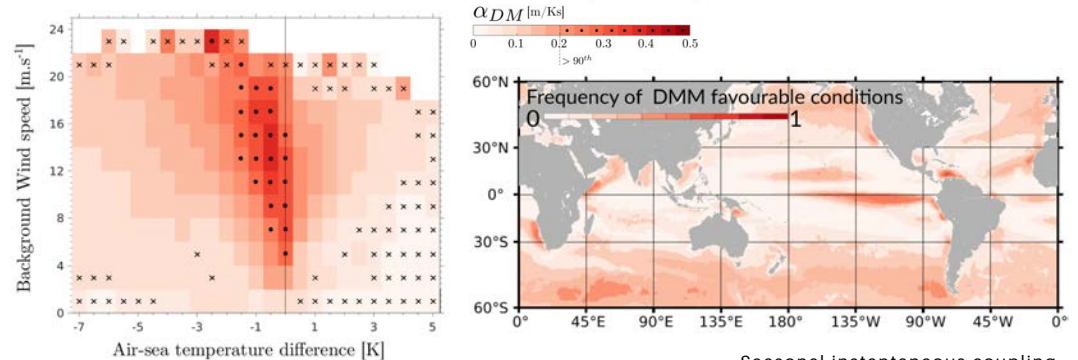 α_DM [m/Ks]
0 0.1 0.2 0.3 0.4 0.5
> 90th
24
20
16
12
8
4
0
Background Wind speed [m.s⁻¹]
-7 -5 -3 -1 1 3 5
Air-sea temperature difference [K]
Frequency of DMM favourable conditions
0 1
60°N
30°N
0°
30°S
60°S
0° 45°E 90°E 135°E 180° 135°W 90°W 45°W 0°